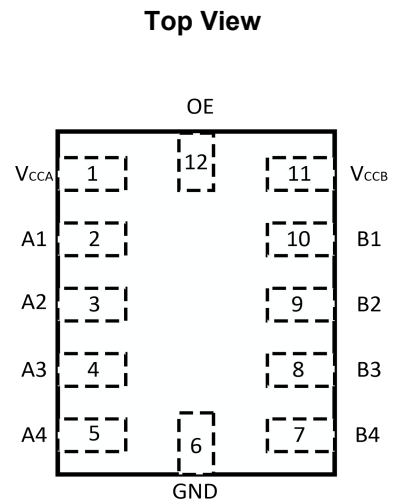 Top View
OE
VCCA 1 12 11 VCCB
A1 2 10 B1
A2 3 9 B2
A3 4 8 B3
A4 5 6 7 B4
GND